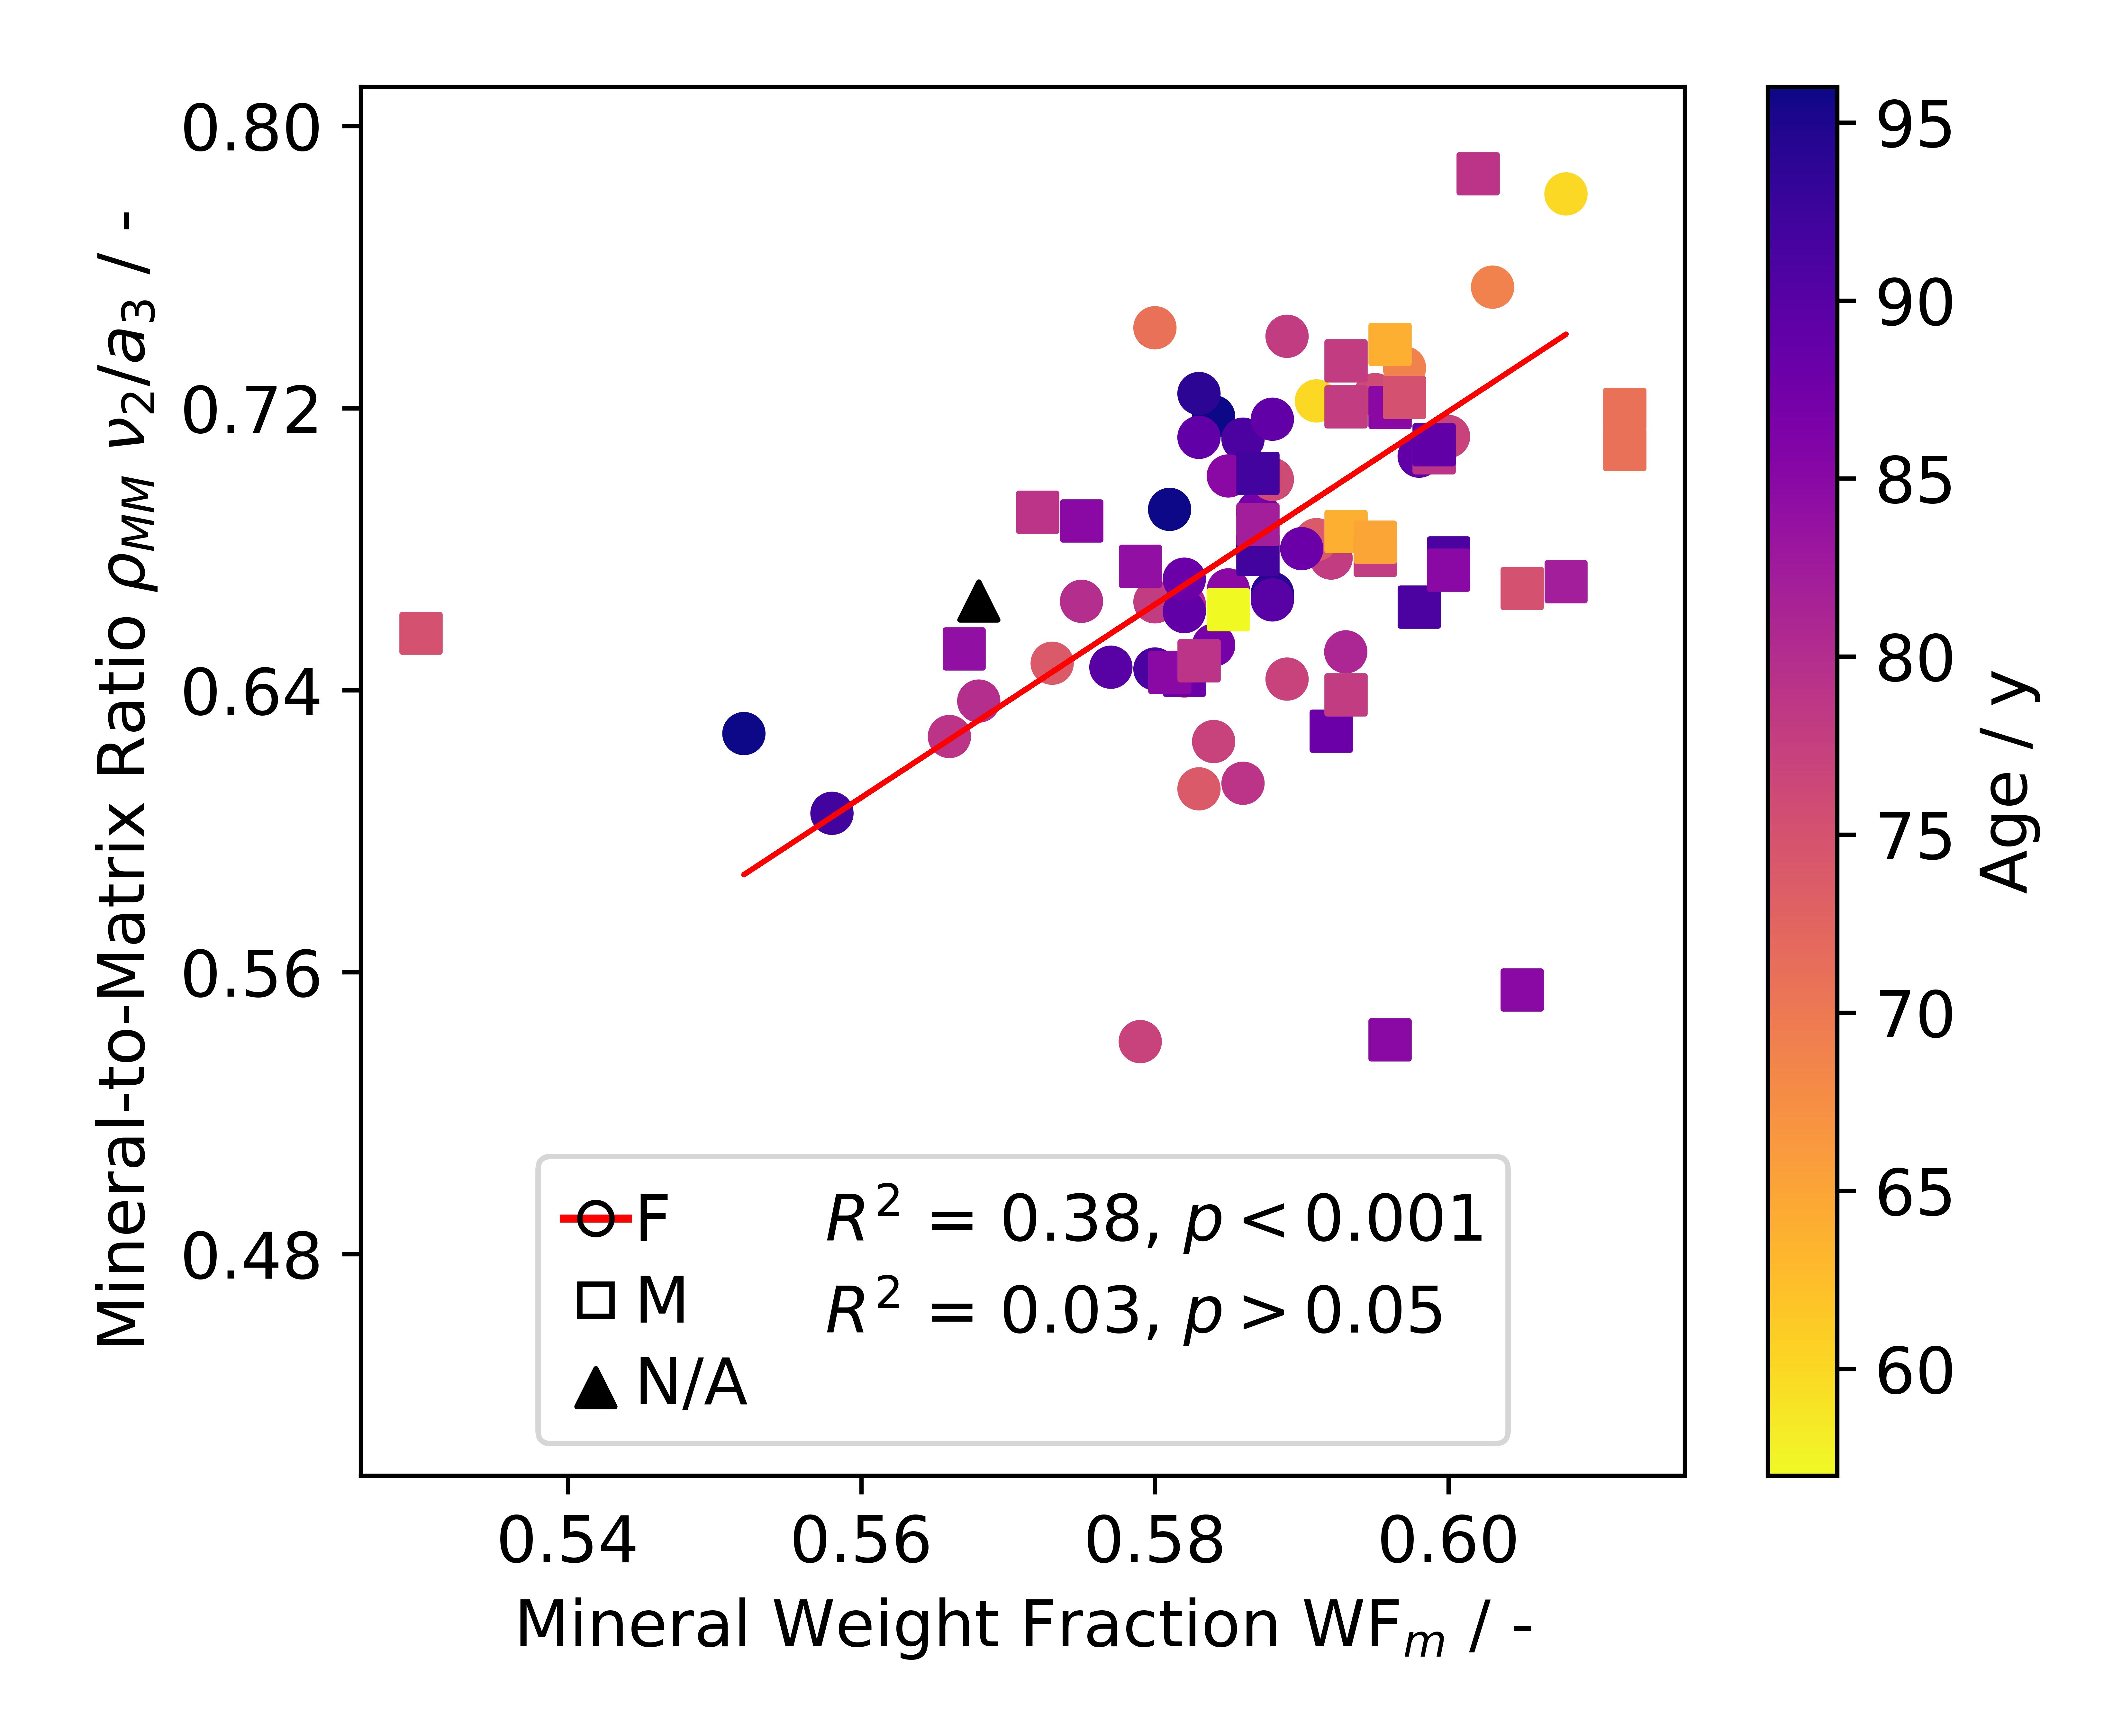 Mineral-to-Matrix Ratio ρ_MM ν₂/a₃ / -
0.80
0.72
0.64
0.56
0.48
F R² = 0.38, p < 0.001
M R² = 0.03, p > 0.05
N/A
0.54 0.56 0.58 0.60
Mineral Weight Fraction WF_m / -
95
90
85
80
75
70
65
60
Age / y